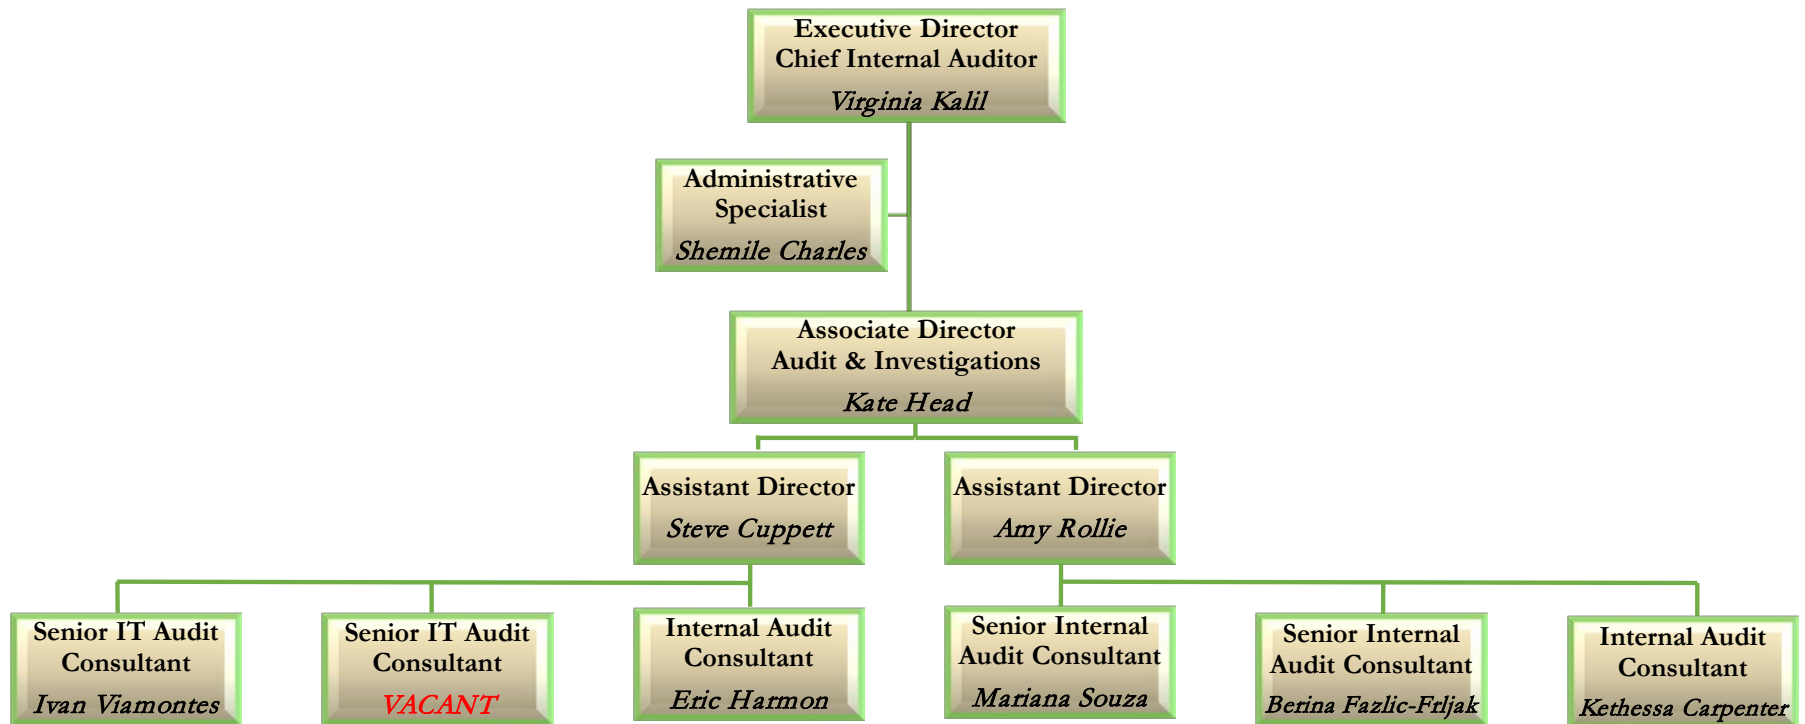 Executive Director
Chief Internal Auditor
Virginia Kalil
Administrative
Specialist
Shemile Charles
Associate Director
Audit & Investigations
Kate Head
Assistant Director
Steve Cuppett
Assistant Director
Amy Rollie
Senior IT Audit
Consultant
Ivan Viamontes
Senior IT Audit
Consultant
VACANT
Internal Audit
Consultant
Eric Harmon
Senior Internal
Audit Consultant
Mariana Souza
Senior Internal
Audit Consultant
Berina Fazlic-Frljak
Internal Audit
Consultant
Kethessa Carpenter